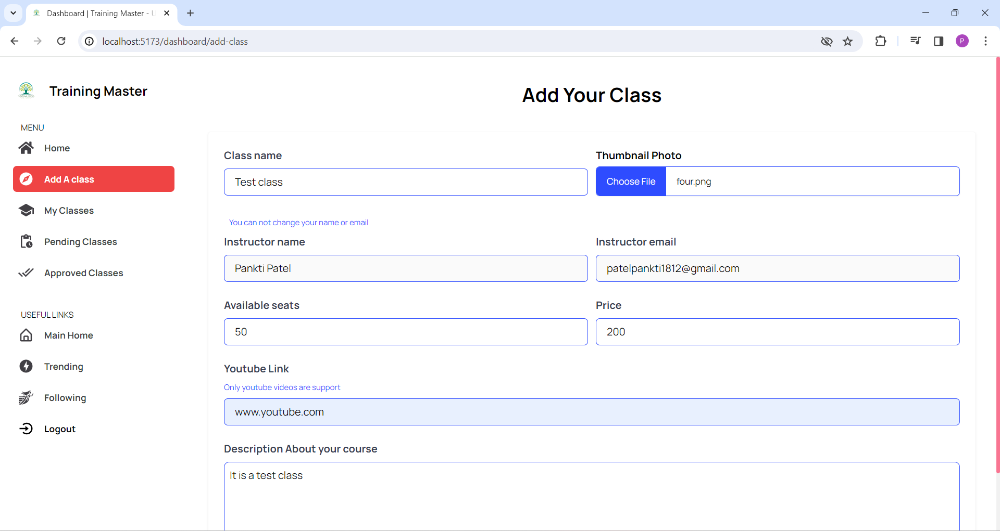 Dashboard | Training Master - U
localhost:5173/dashboard/add-class
P
YOGA LOGO
Training Master
Add Your Class
MENU
Home
Add A class
My Classes
Pending Classes
Approved Classes
USEFUL LINKS
Main Home
Trending
Following
Logout
Class name
Thumbnail Photo
Test class
Choose File four.png
You can not change your name or email
Instructor name
Instructor email
Pankti Patel
patelpankti1812@gmail.com
Available seats
Price
50
200
Youtube Link
Only youtube videos are support
www.youtube.com
Description About your course
It is a test class